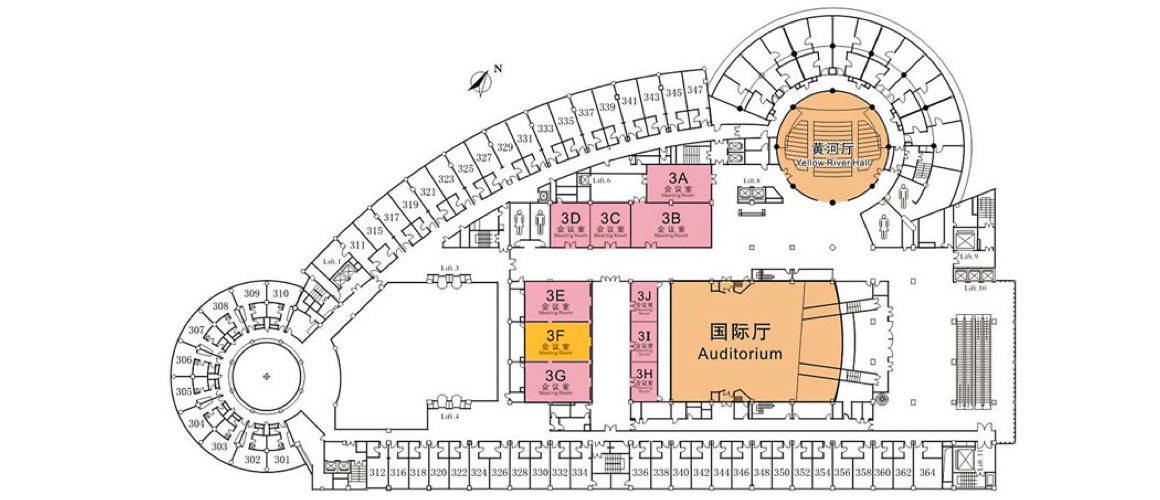 N
347
345
343
341
339
337
335
333
331
329
327
325
323
321
319
317
315
311
Lift.1
310
309
308
307
306
305
304
303
302
301
黄河厅
Yellow River Hall
3A
会议室
Meeting Room
3B
会议室
Meeting Room
3C
会议室
Meeting Room
3D
会议室
Meeting Room
Lift.6
Lift.8
Lift.9
Lift.10
Lift.3
Lift.4
3E
会议室
Meeting Room
3F
会议室
Meeting Room
3G
会议室
Meeting Room
3J
会议室
Meeting
Room
3I
会议室
Meeting
Room
3H
会议室
Meeting
Room
国际厅
Auditorium
312 316 318 320 322 324 326 328 330 332 334 336 338 340 342 344 346 348 350 352 354 356 358 360 362 364
Lift.11